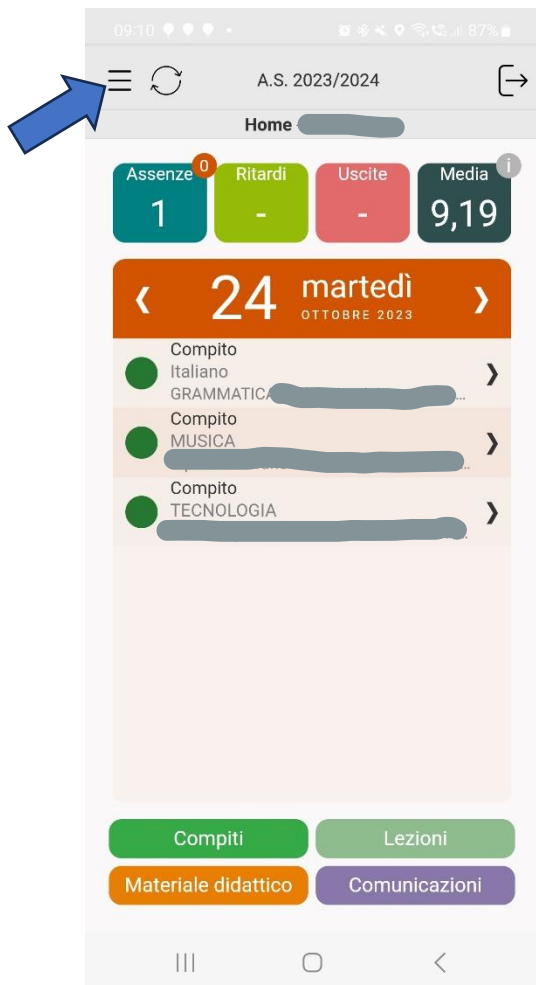 09:10 87%
A.S. 2023/2024
Home
Assenze 0 Ritardi Uscite Media i
1 - - 9,19
24 martedì
OTTOBRE 2023
Compito
Italiano
GRAMMATICA
Compito
MUSICA
Compito
TECNOLOGIA
Compiti Lezioni
Materiale didattico Comunicazioni